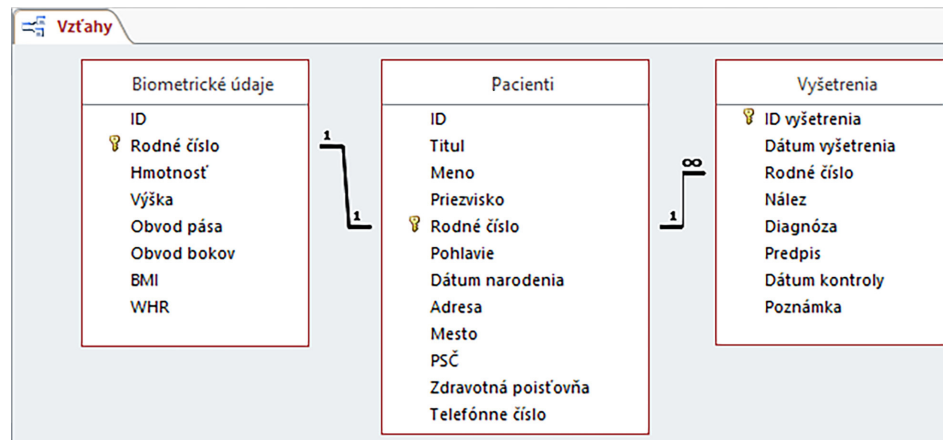 Vzťahy
Biometrické údaje
ID
Rodné číslo
Hmotnosť
Výška
Obvod pása
Obvod bokov
BMI
WHR
1
1
Pacienti
ID
Titul
Meno
Priezvisko
Rodné číslo
Pohlavie
Dátum narodenia
Adresa
Mesto
PSČ
Zdravotná poisťovňa
Telefónne číslo
1
∞
Vyšetrenia
ID vyšetrenia
Dátum vyšetrenia
Rodné číslo
Nález
Diagnóza
Predpis
Dátum kontroly
Poznámka